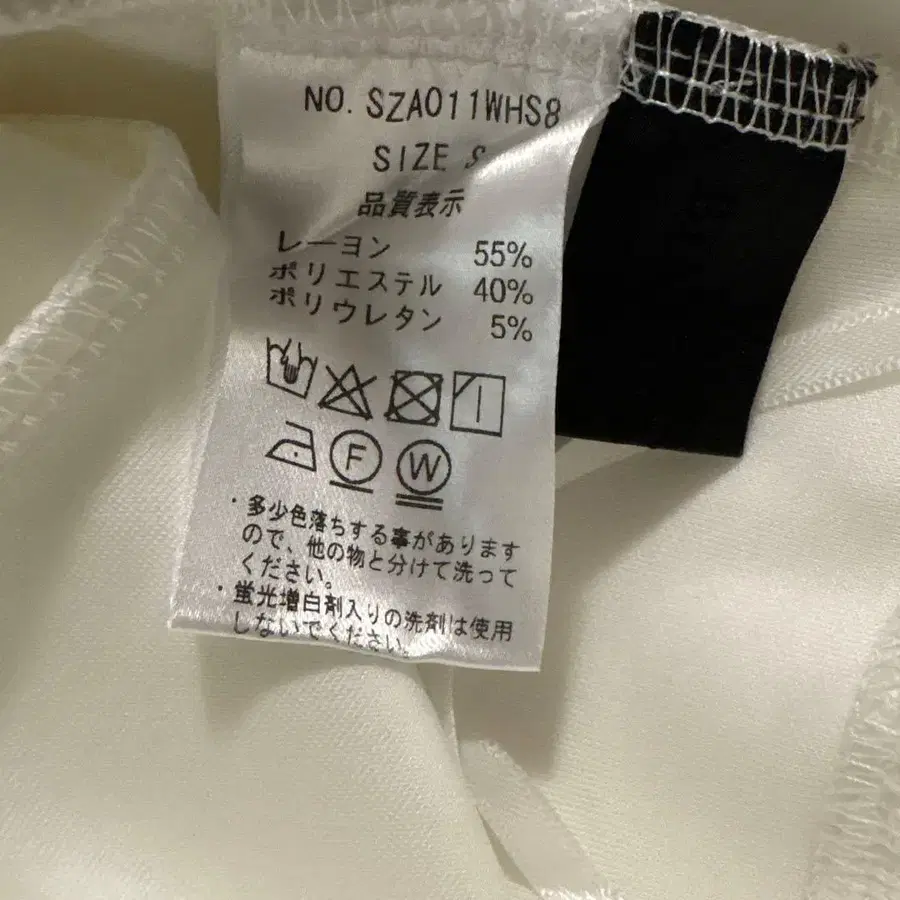 NO. SZA011WHS8
SIZE S
品質表示
レーヨン 55%
ポリエステル 40%
ポリウレタン 5%
F W
・多少色落ちする事があります
ので、他の物と分けて洗って
ください。
・蛍光増白剤入りの洗剤は使用
しないでください。